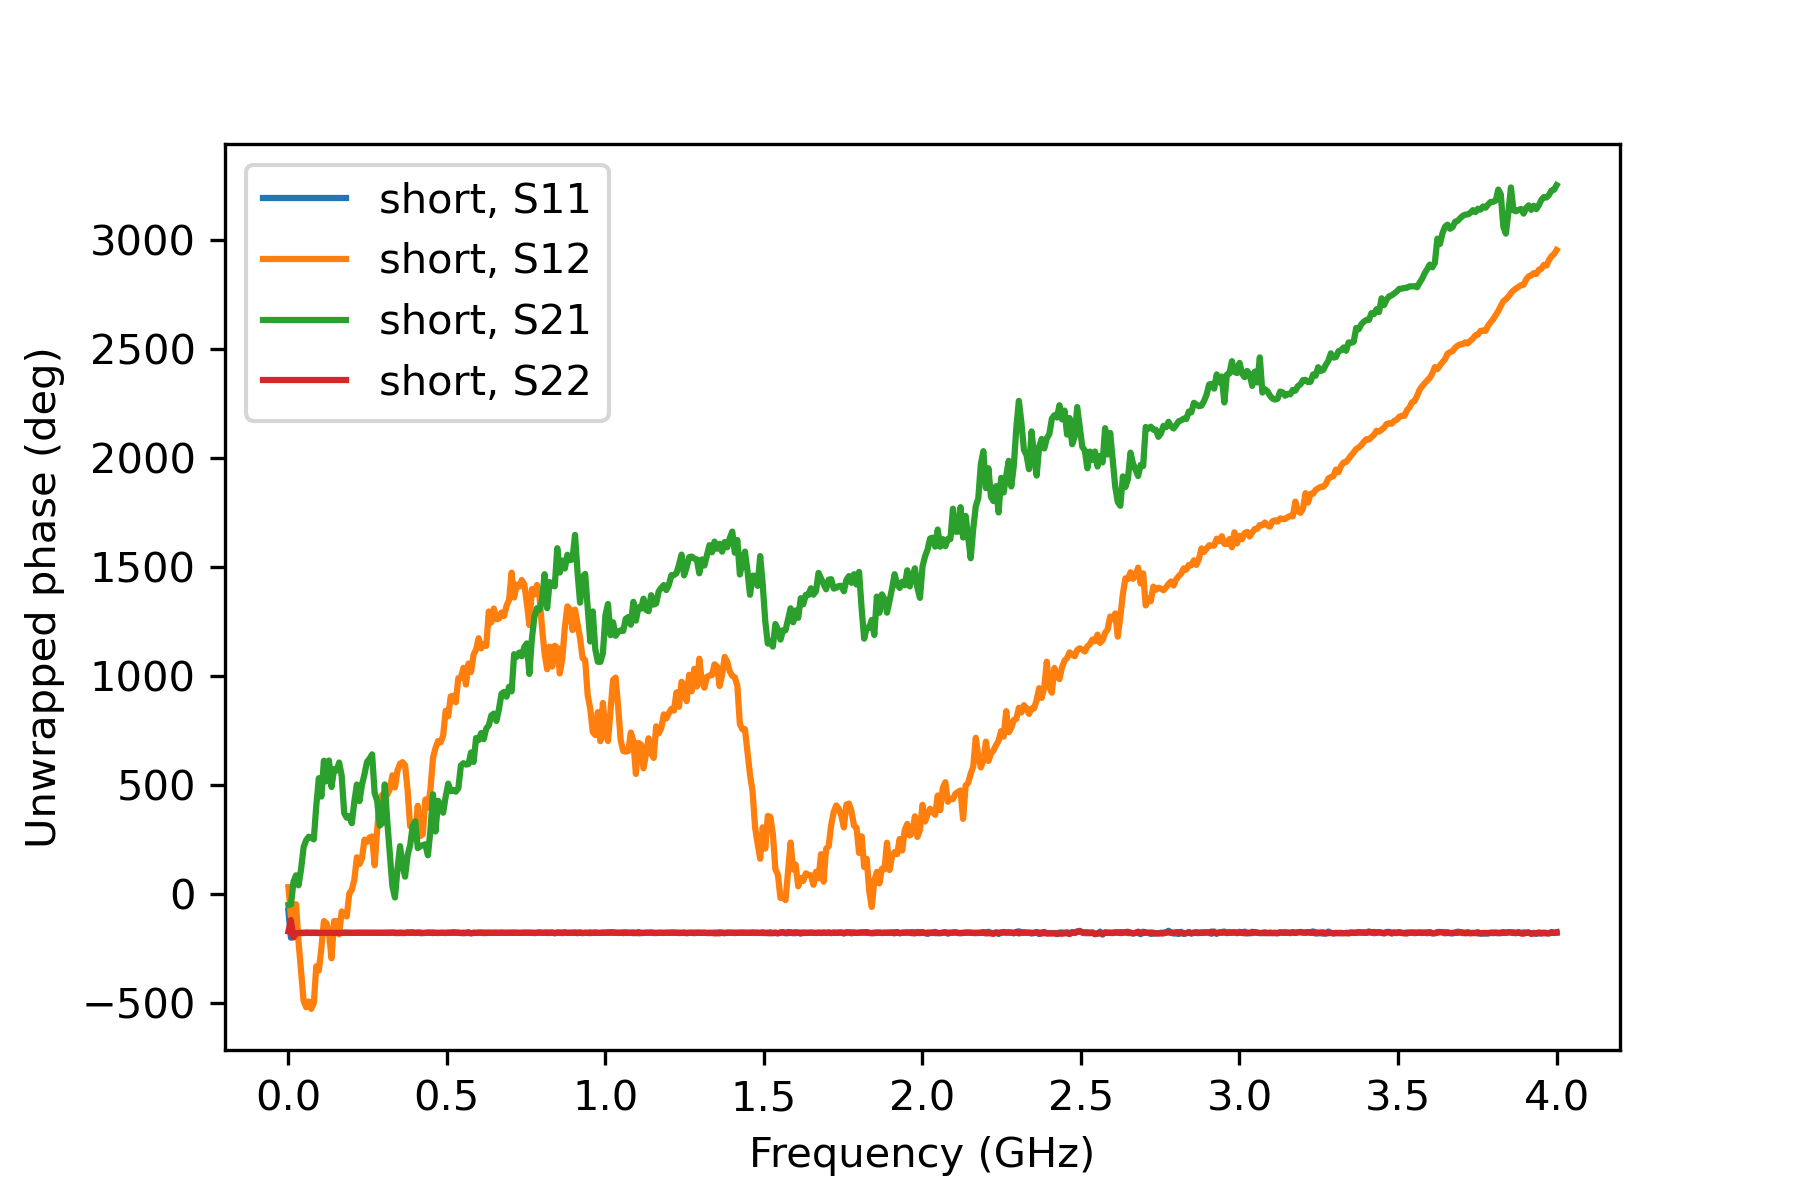 short, S11
short, S12
short, S21
short, S22
Unwrapped phase (deg)
3000
2500
2000
1500
1000
500
0
−500
0.0 0.5 1.0 1.5 2.0 2.5 3.0 3.5 4.0
Frequency (GHz)